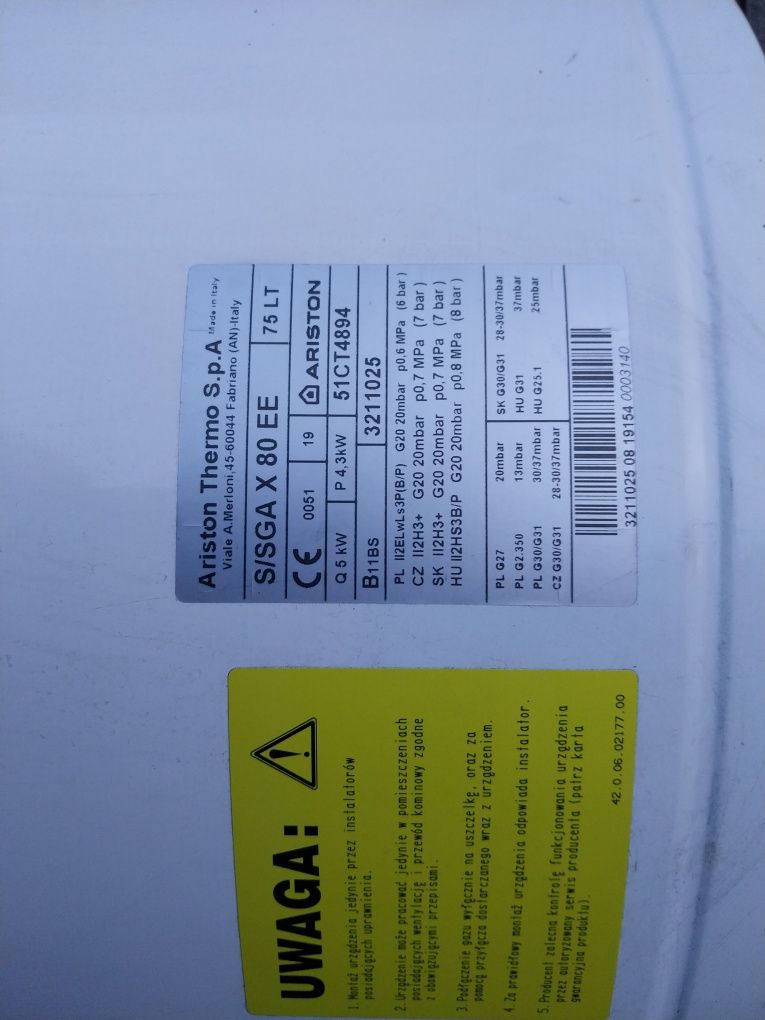 Ariston Thermo S.p.A Made in Italy
Viale A.Merloni,45-60044 Fabriano (AN)-Italy
S/SGA X 80 EE 75 LT
CE 0051 19 ARISTON
Q 5 kW P 4,3kW 51CT4894
B11BS 3211025
PL II2ELwLs3P(B/P) G20 20mbar p0,6 MPa (6 bar )
CZ II2H3+ G20 20mbar p0,7 MPa (7 bar )
SK II2H3+ G20 20mbar p0,7 MPa (7 bar )
HU II2HS3B/P G20 20mbar p0,8 MPa (8 bar )
PL G27 20mbar SK G30/G31 28-30/37mbar
PL G2.350 13mbar HU G31 37mbar
PL G30/G31 30/37mbar HU G25.1 25mbar
CZ G30/G31 28-30/37mbar
3211025 08 19154 0003140
UWAGA:
1. Montaż urządzenia jedynie przez instalatorów
posiadających uprawnienia.
2. Urządzenie może pracować jedynie w pomieszczeniach
posiadających wentylację i przewód kominowy zgodne
z obowiązującymi przepisami.
3. Podłączenie gazu wyłącznie na uszczelkę, oraz za
pomocą przyłącza dostarczanego wraz z urządzeniem.
4. Za prawidłowy montaż urządzenia odpowiada instalator.
5. Producent zaleca kontrolę funkcjonowania urządzenia
przez autoryzowany serwis producenta (patrz karta
gwarancyjna produktu).
42.0.06.02177.00